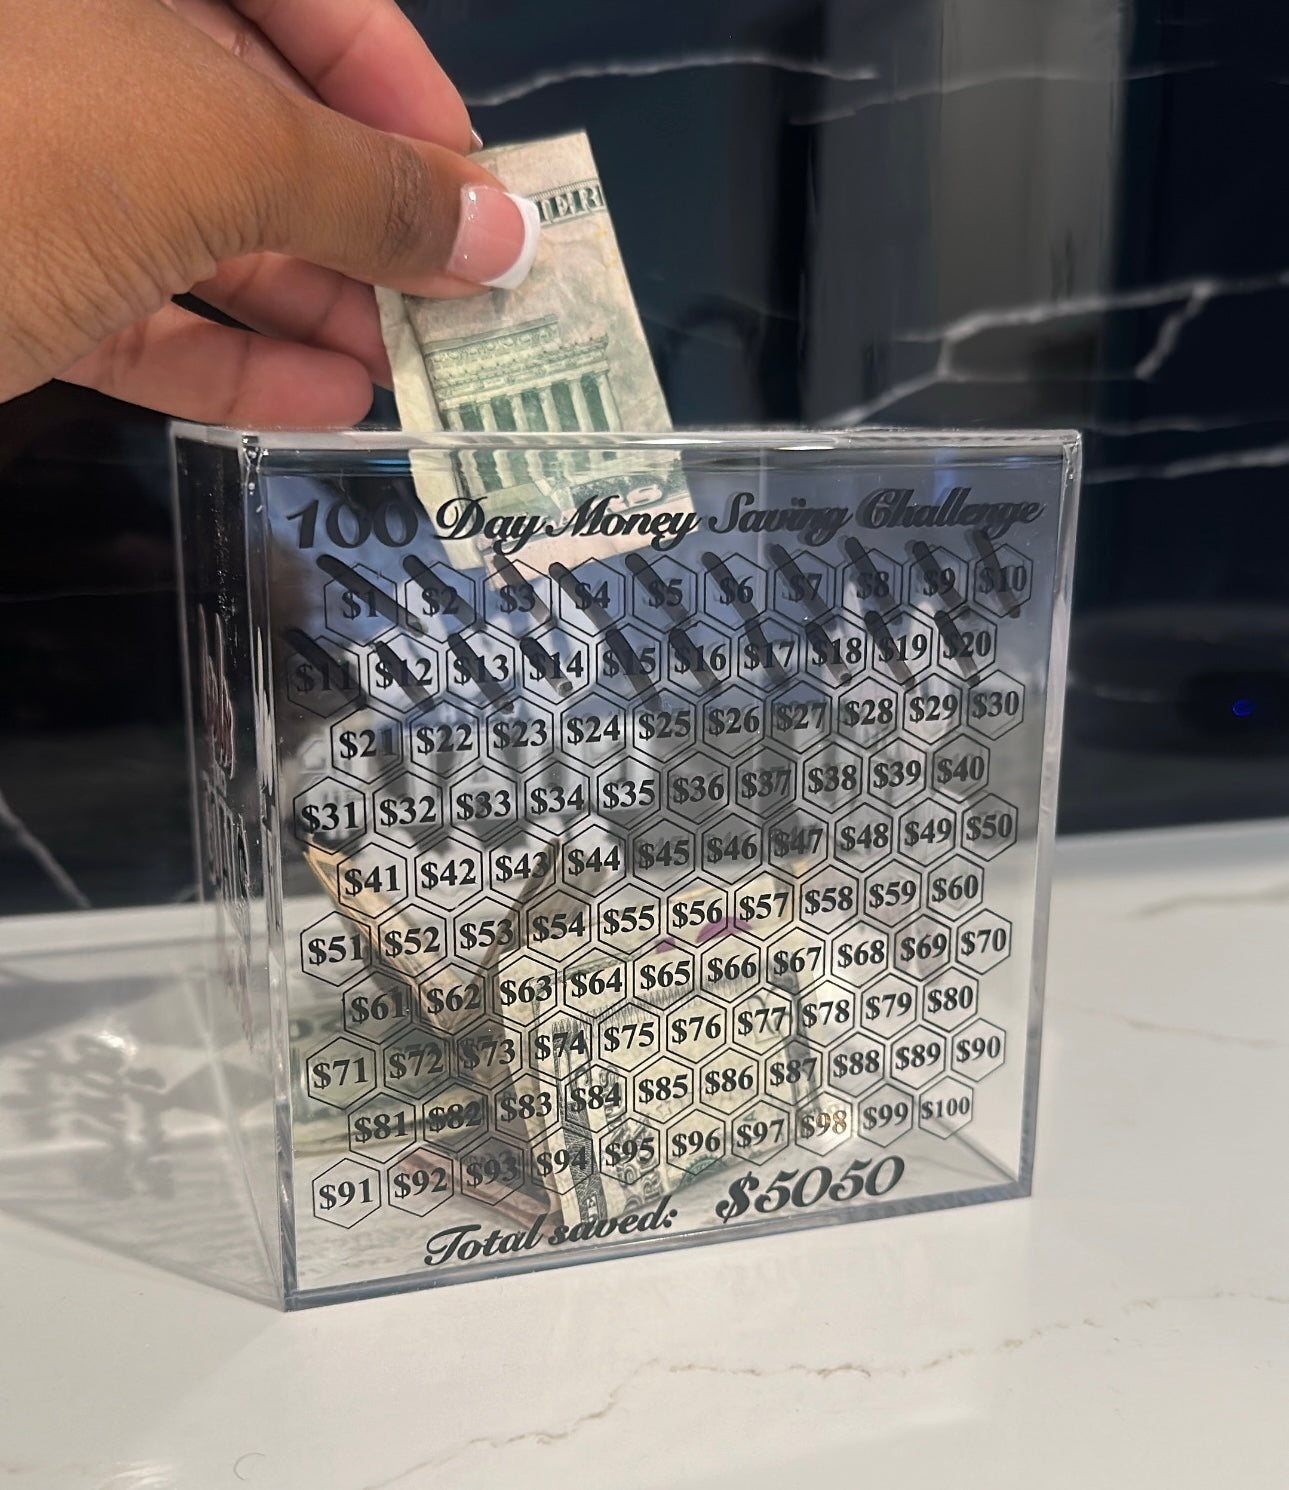 TER
100 Day Money Saving Challenge
$1 $2 $3 $4 $5 $6 $7 $8 $9 $10
$11 $12 $13 $14 $15 $16 $17 $18 $19 $20
$21 $22 $23 $24 $25 $26 $27 $28 $29 $30
$31 $32 $33 $34 $35 $36 $37 $38 $39 $40
$41 $42 $43 $44 $45 $46 $47 $48 $49 $50
$51 $52 $53 $54 $55 $56 $57 $58 $59 $60
$61 $62 $63 $64 $65 $66 $67 $68 $69 $70
$71 $72 $73 $74 $75 $76 $77 $78 $79 $80
$81 $82 $83 $84 $85 $86 $87 $88 $89 $90
$91 $92 $93 $94 $95 $96 $97 $98 $99 $100
Total saved: $5050